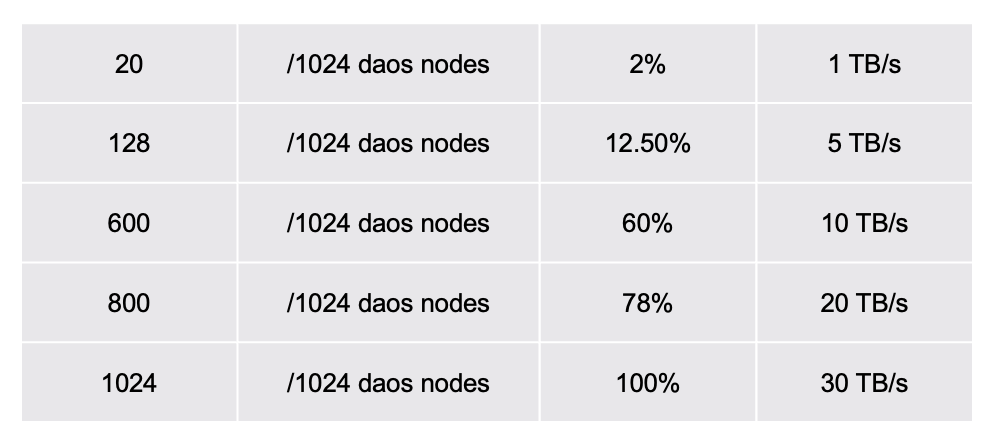 20 /1024 daos nodes 2% 1 TB/s
128 /1024 daos nodes 12.50% 5 TB/s
600 /1024 daos nodes 60% 10 TB/s
800 /1024 daos nodes 78% 20 TB/s
1024 /1024 daos nodes 100% 30 TB/s